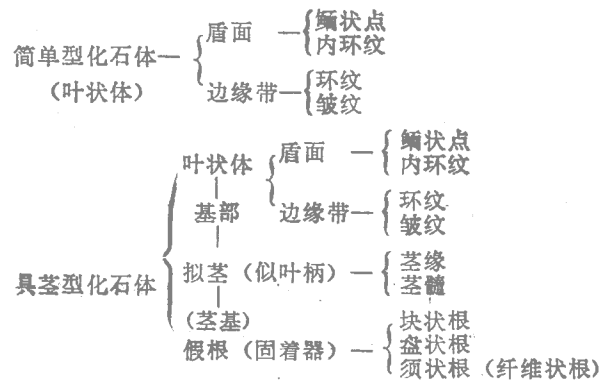 简单型化石体
(叶状体)
盾面
瘤状点
内环纹
边缘带
环纹
皱纹
具茎型化石体
叶状体
盾面
瘤状点
内环纹
边缘带
环纹
皱纹
基部
拟茎(似叶柄)
茎缘
茎髓
(茎基)
假根(固着器)
块状根
盘状根
须状根(纤维状根)